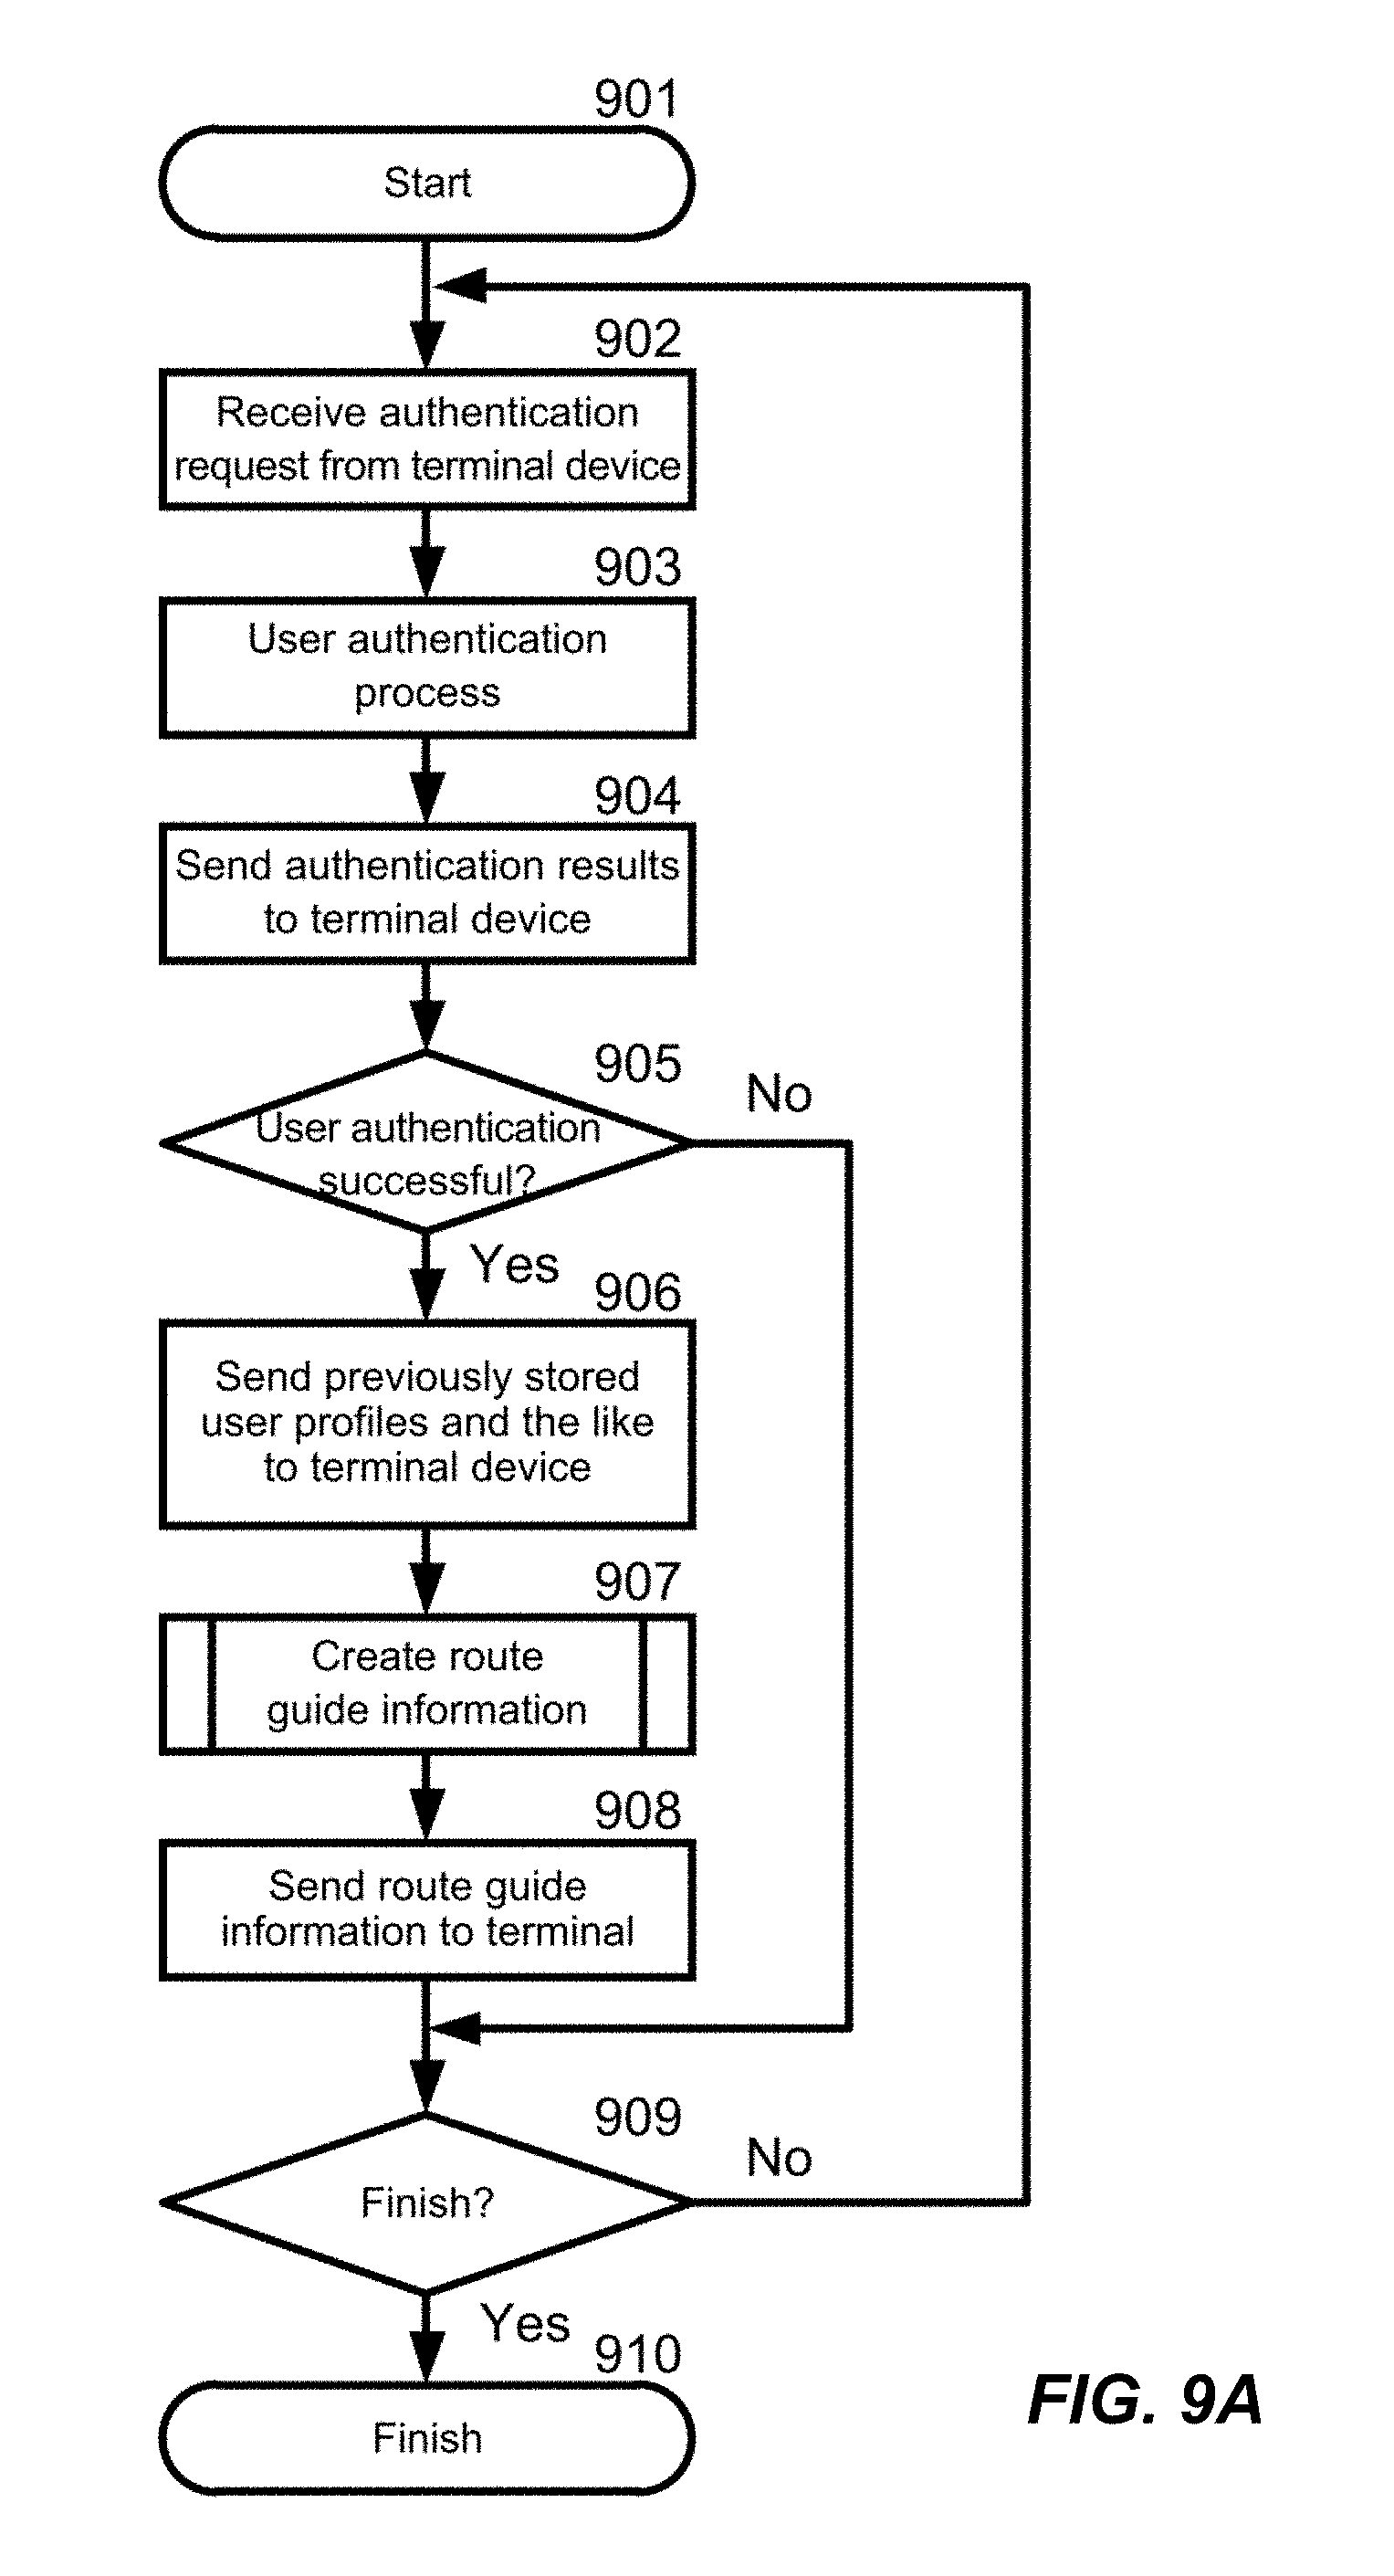 901
Start
902
Receive authentication
request from terminal device
903
User authentication
process
904
Send authentication results
to terminal device
905
No
User authentication
successful?
Yes
906
Send previously stored
user profiles and the like
to terminal device
907
Create route
guide information
908
Send route guide
information to terminal
909
No
Finish?
Yes
910
Finish
FIG. 9A